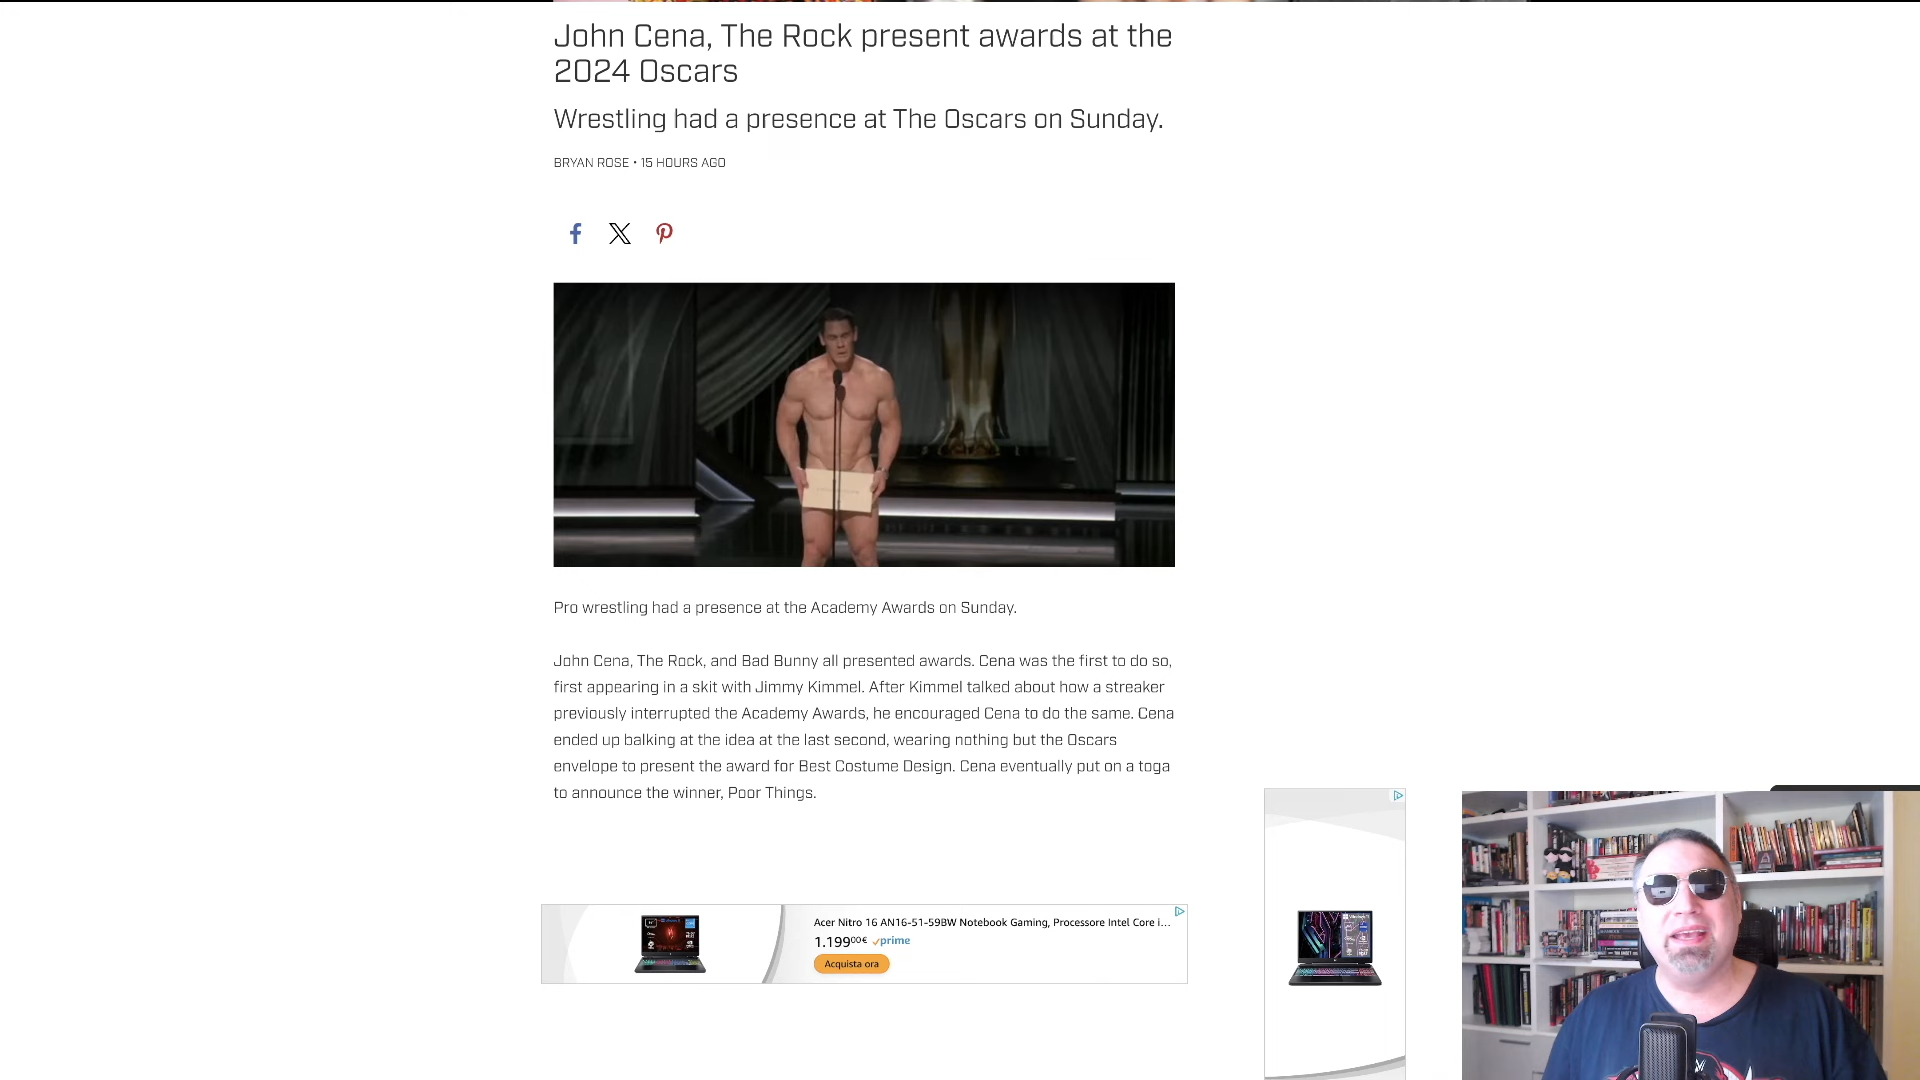 John Cena, The Rock present awards at the
2024 Oscars
Wrestling had a presence at The Oscars on Sunday.
BRYAN ROSE • 15 HOURS AGO
Pro wrestling had a presence at the Academy Awards on Sunday.
John Cena, The Rock, and Bad Bunny all presented awards. Cena was the first to do so,
first appearing in a skit with Jimmy Kimmel. After Kimmel talked about how a streaker
previously interrupted the Academy Awards, he encouraged Cena to do the same. Cena
ended up balking at the idea at the last second, wearing nothing but the Oscars
envelope to present the award for Best Costume Design. Cena eventually put on a toga
to announce the winner, Poor Things.
Acer Nitro 16 AN16-51-59BW Notebook Gaming, Processore Intel Core i...
1.19900€ prime
Acquista ora